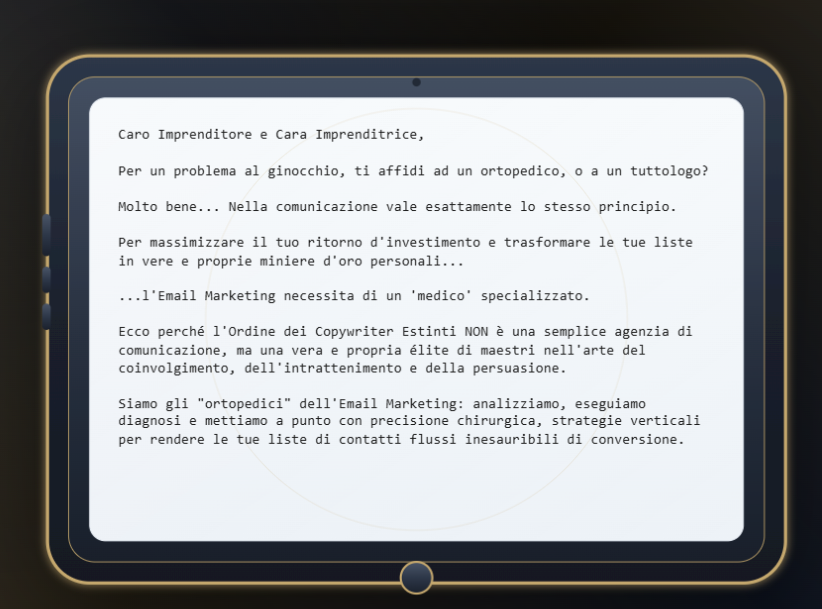 Caro Imprenditore e Cara Imprenditrice,
Per un problema al ginocchio, ti affidi ad un ortopedico, o a un tuttologo?
Molto bene... Nella comunicazione vale esattamente lo stesso principio.
Per massimizzare il tuo ritorno d'investimento e trasformare le tue liste
in vere e proprie miniere d'oro personali...
...l'Email Marketing necessita di un 'medico' specializzato.
Ecco perché l'Ordine dei Copywriter Estinti NON è una semplice agenzia di
comunicazione, ma una vera e propria élite di maestri nell'arte del
coinvolgimento, dell'intrattenimento e della persuasione.
Siamo gli "ortopedici" dell'Email Marketing: analizziamo, eseguiamo
diagnosi e mettiamo a punto con precisione chirurgica, strategie verticali
per rendere le tue liste di contatti flussi inesauribili di conversione.